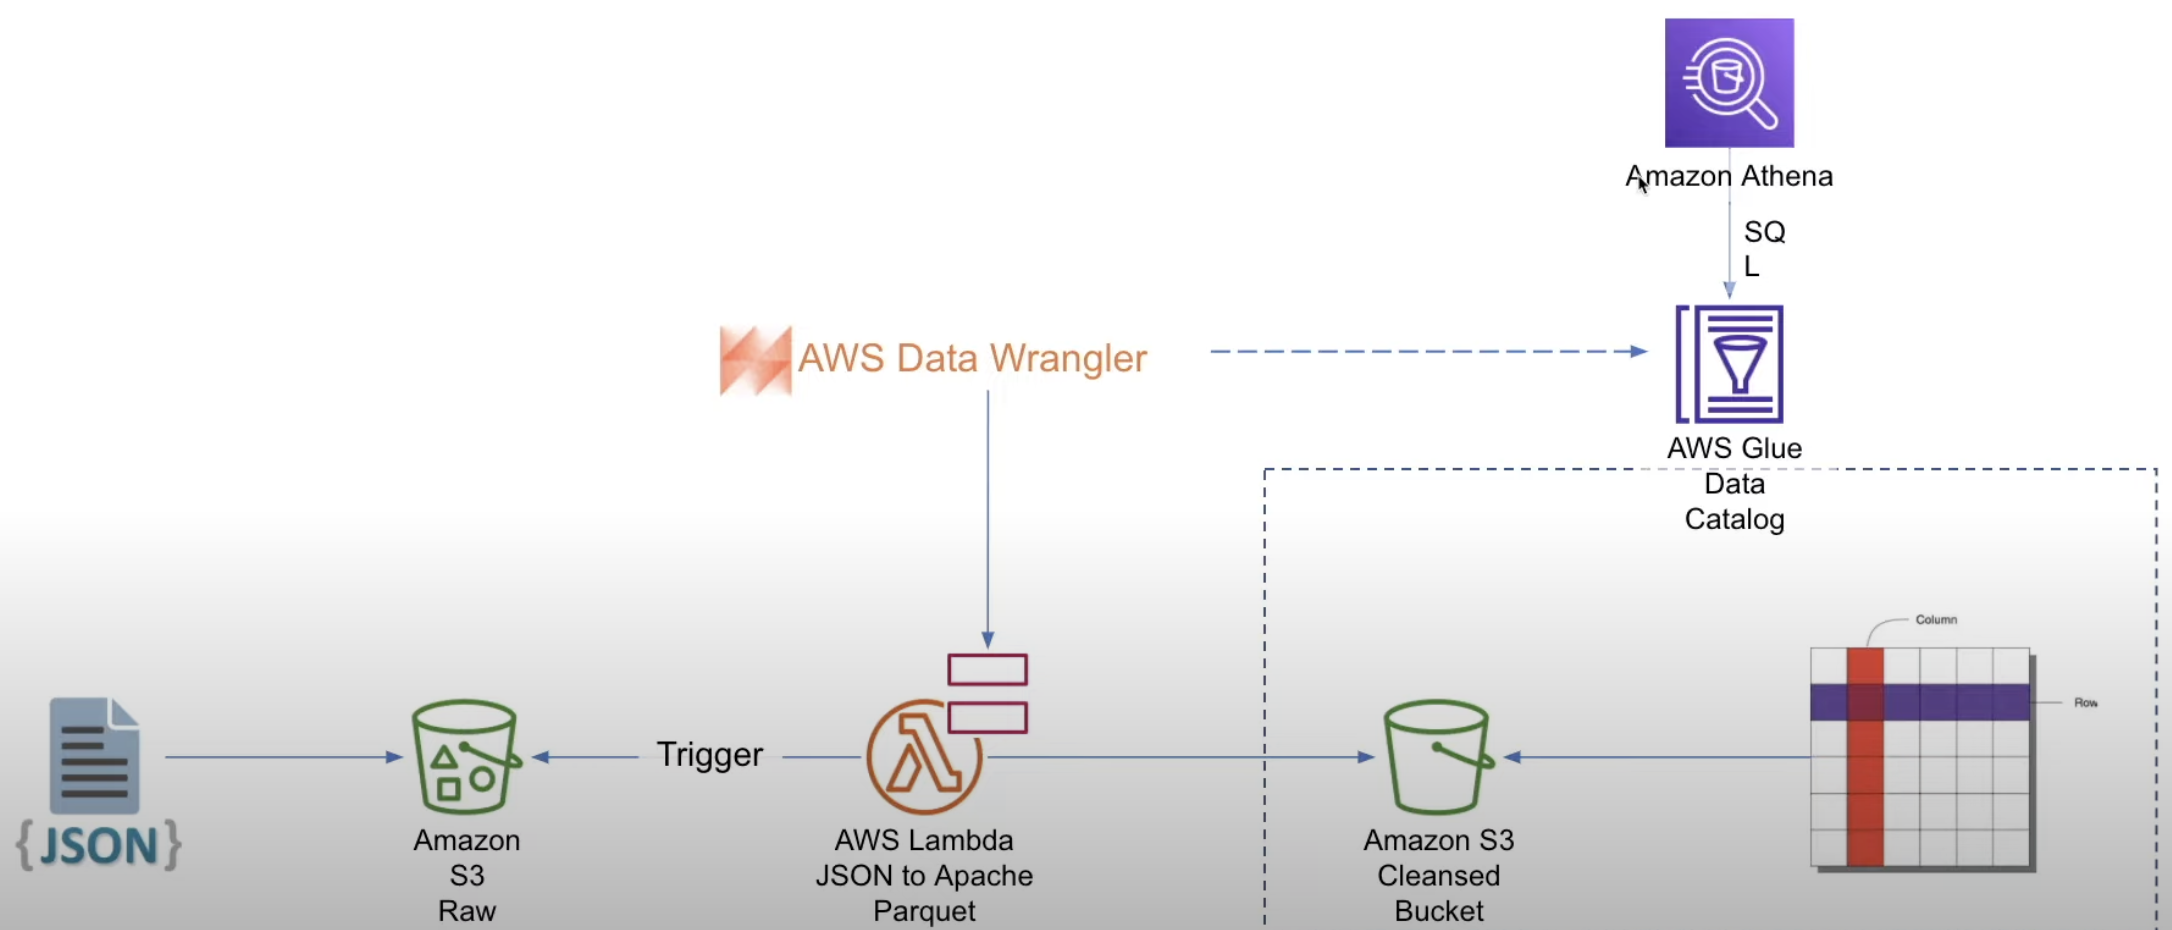 Amazon Athena
SQ
L
AWS Data Wrangler
AWS Glue
Data
Catalog
Column
Row
{JSON}
Amazon
S3
Raw
Trigger
AWS Lambda
JSON to Apache
Parquet
Amazon S3
Cleansed
Bucket